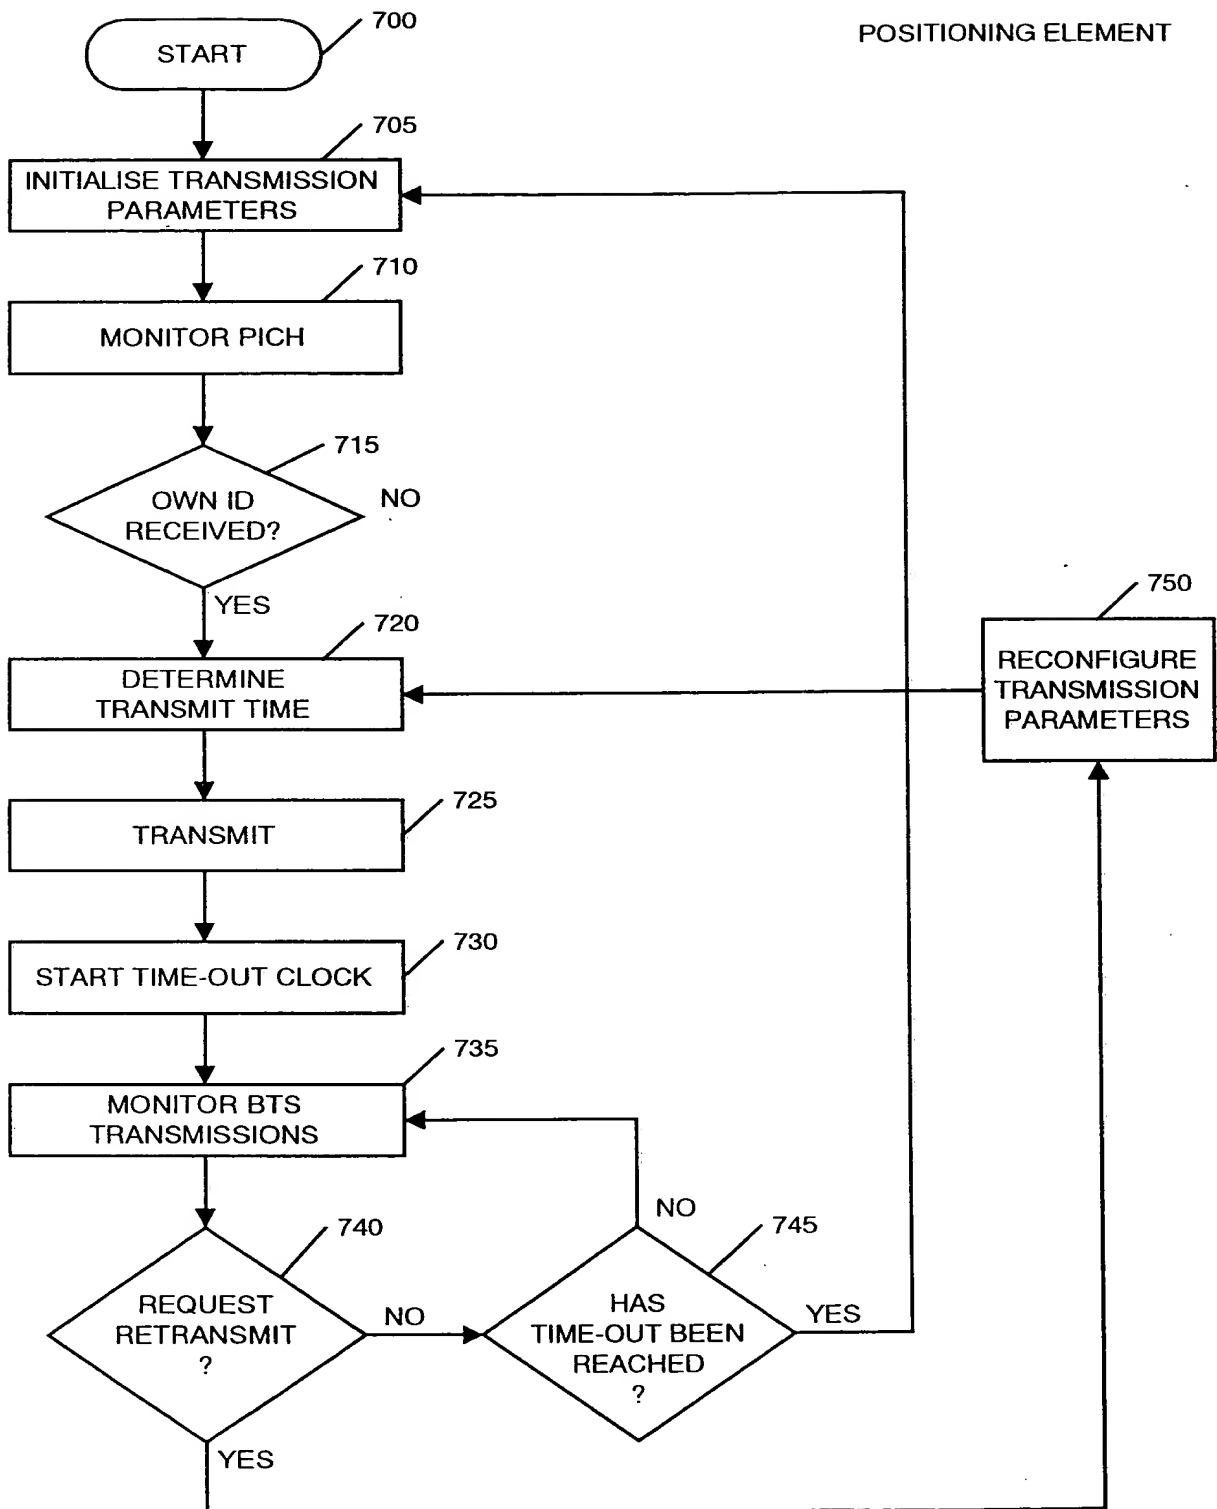 START
700
POSITIONING ELEMENT
705
INITIALISE TRANSMISSION
PARAMETERS
710
MONITOR PICH
715
OWN ID
RECEIVED?
NO
YES
720
DETERMINE
TRANSMIT TIME
750
RECONFIGURE
TRANSMISSION
PARAMETERS
725
TRANSMIT
730
START TIME-OUT CLOCK
735
MONITOR BTS
TRANSMISSIONS
740
REQUEST
RETRANSMIT
?
NO
YES
NO
745
HAS
TIME-OUT BEEN
REACHED
?
YES